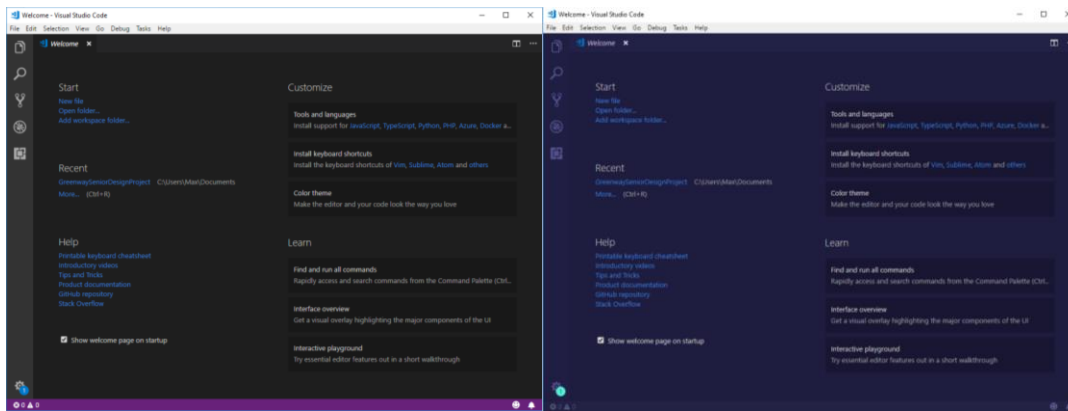 Welcome - Visual Studio Code
File Edit Selection View Go Debug Tasks Help
Welcome
Start
New file
Open folder...
Add workspace folder...
Recent
GreenwaySeniorDesignProject C:\Users\Max\Documents
More... (Ctrl+R)
Help
Printable keyboard cheatsheet
Introductory videos
Tips and Tricks
Product documentation
GitHub repository
Stack Overflow
Show welcome page on startup
Customize
Tools and languages
Install support for JavaScript, TypeScript, Python, PHP, Azure, Docker a...
Install keyboard shortcuts
Install the keyboard shortcuts of Vim, Sublime, Atom and others
Color theme
Make the editor and your code look the way you love
Learn
Find and run all commands
Rapidly access and search commands from the Command Palette (Ctrl...
Interface overview
Get a visual overlay highlighting the major components of the UI
Interactive playground
Try essential editor features out in a short walkthrough
1
0 0
Welcome - Visual Studio Code
File Edit Selection View Go Debug Tasks Help
Welcome
Start
New file
Open folder...
Add workspace folder...
Recent
GreenwaySeniorDesignProject C:\Users\Max\Documents
More... (Ctrl+R)
Help
Printable keyboard cheatsheet
Introductory videos
Tips and Tricks
Product documentation
GitHub repository
Stack Overflow
Show welcome page on startup
Customize
Tools and languages
Install support for JavaScript, TypeScript, Python, PHP, Azure, Docker a...
Install keyboard shortcuts
Install the keyboard shortcuts of Vim, Sublime, Atom and others
Color theme
Make the editor and your code look the way you love
Learn
Find and run all commands
Rapidly access and search commands from the Command Palette (Ctrl...
Interface overview
Get a visual overlay highlighting the major components of the UI
Interactive playground
Try essential editor features out in a short walkthrough
1
0 0